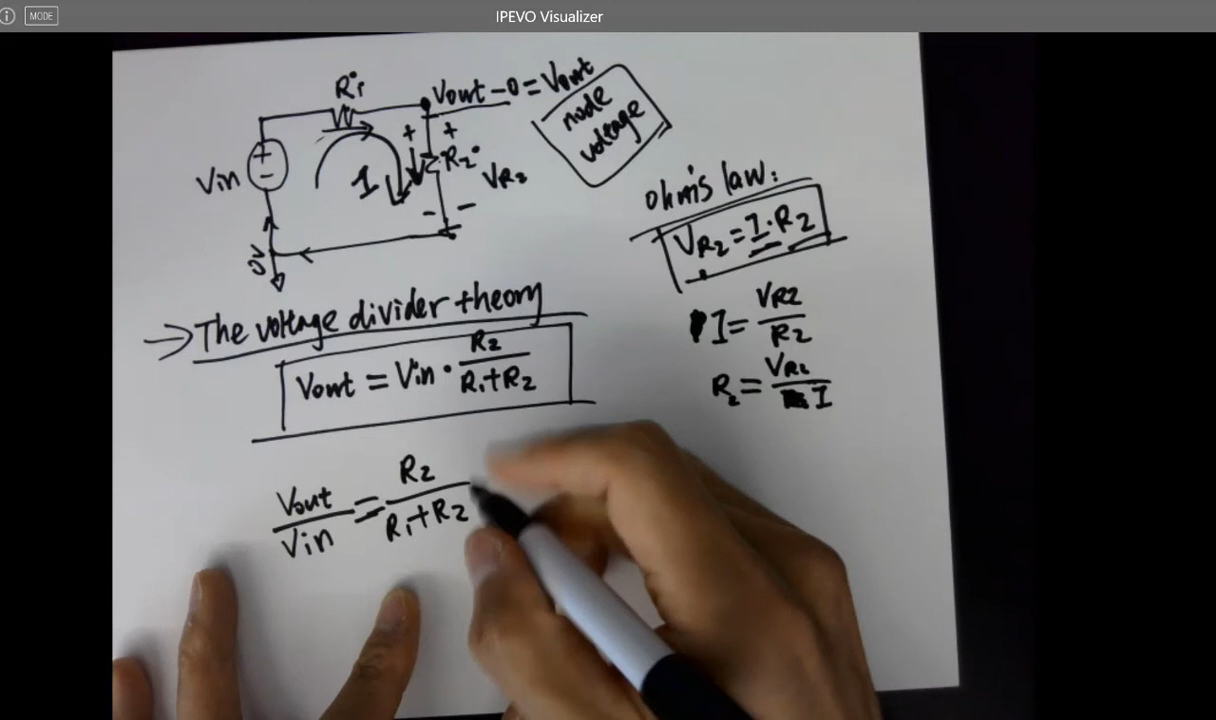 MODE
IPEVO Visualizer
R1
Vout - 0 = Vout
node
voltage
Vin
+
-
I
+
+
R2
VR2
-
-
0V
ohm's law:
VR2 = I · R2
I = VR2 / R2
R2 = VR2 / I
→ The voltage divider theory
Vout = Vin · R2 / R1+R2
Vout / Vin = R2 / R1+R2